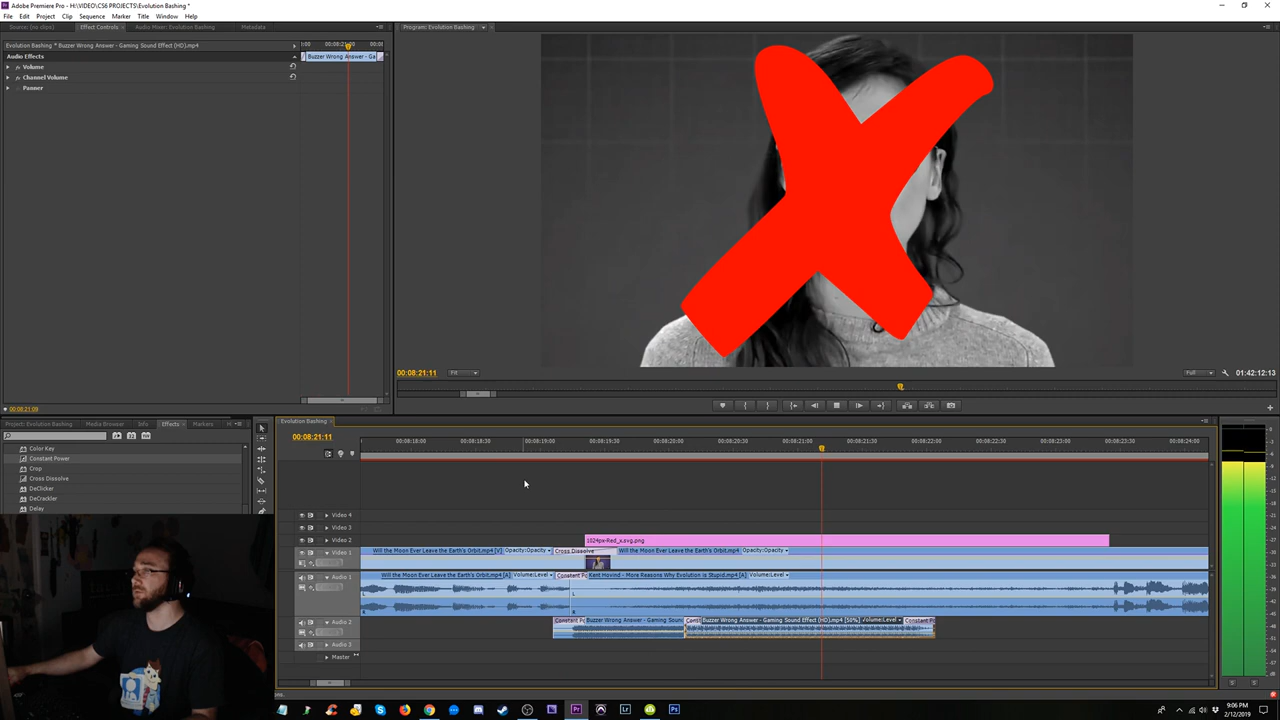 Adobe Premiere Pro - H:\VIDEO\CS6 PROJECTS\Evolution Bashing *
File Edit Project Clip Sequence Marker Title Window Help
Source: (no clips) Effect Controls Audio Mixer: Evolution Bashing Metadata
Program: Evolution Bashing
Evolution Bashing * Buzzer Wrong Answer - Gaming Sound Effect (HD).mp4
Audio Effects
Buzzer Wrong Answer - Ga
Volume
Channel Volume
Panner
00:08:21:11 Fit Full 01:42:12:13
00:08:21:09
Project: Evolution Bashing Media Browser Info Effects Markers
Evolution Bashing
00:08:21:11
00:08:18:00 00:08:18:30 00:08:19:00 00:08:19:30 00:08:20:00 00:08:20:30 00:08:21:00 00:08:21:30 00:08:22:00 00:08:22:30 00:08:23:00 00:08:23:30 00:08:24:00
Color Key
Constant Power
Crop
Cross Dissolve
DeClicker
DeCrackler
Delay
Video 4
Video 3
Video 2 1024px-Red_x.svg.png
Video 1 Will the Moon Ever Leave the Earth's Orbit.mp4 [V] Opacity:Opacity Cross Dissolve Will the Moon Ever Leave the Earth's Orbit.mp4 Opacity:Opacity
Audio 1 Will the Moon Ever Leave the Earth's Orbit.mp4 [A] Volume:Level Constant Po Kent Hovind - More Reasons Why Evolution is Stupid.mp4 [A] Volume:Level
Audio 2 Constant P Buzzer Wrong Answer - Gaming Soun Const Buzzer Wrong Answer - Gaming Sound Effect (HD).mp4 [50%] Volume:Level Constant P
Audio 3
Master
9:06 PM
2/12/2019